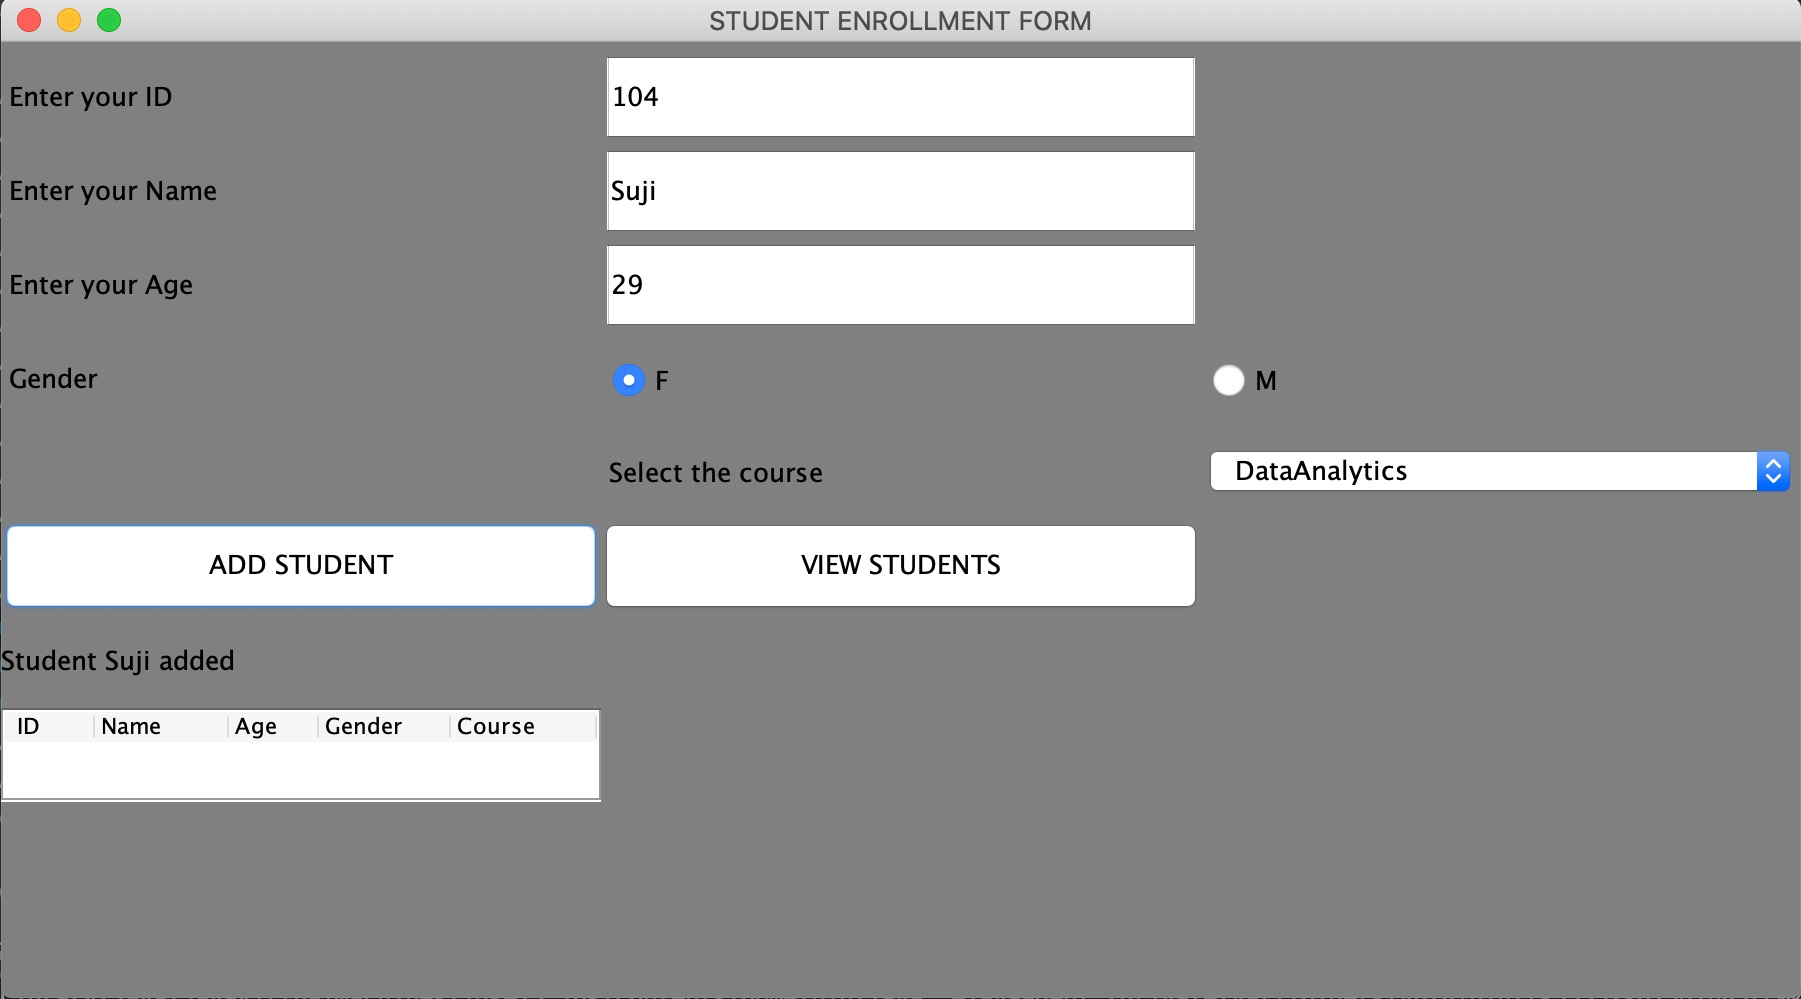 STUDENT ENROLLMENT FORM
Enter your ID 104
Enter your Name Suji
Enter your Age 29
Gender F M
Select the course DataAnalytics
ADD STUDENT VIEW STUDENTS
Student Suji added
ID Name Age Gender Course